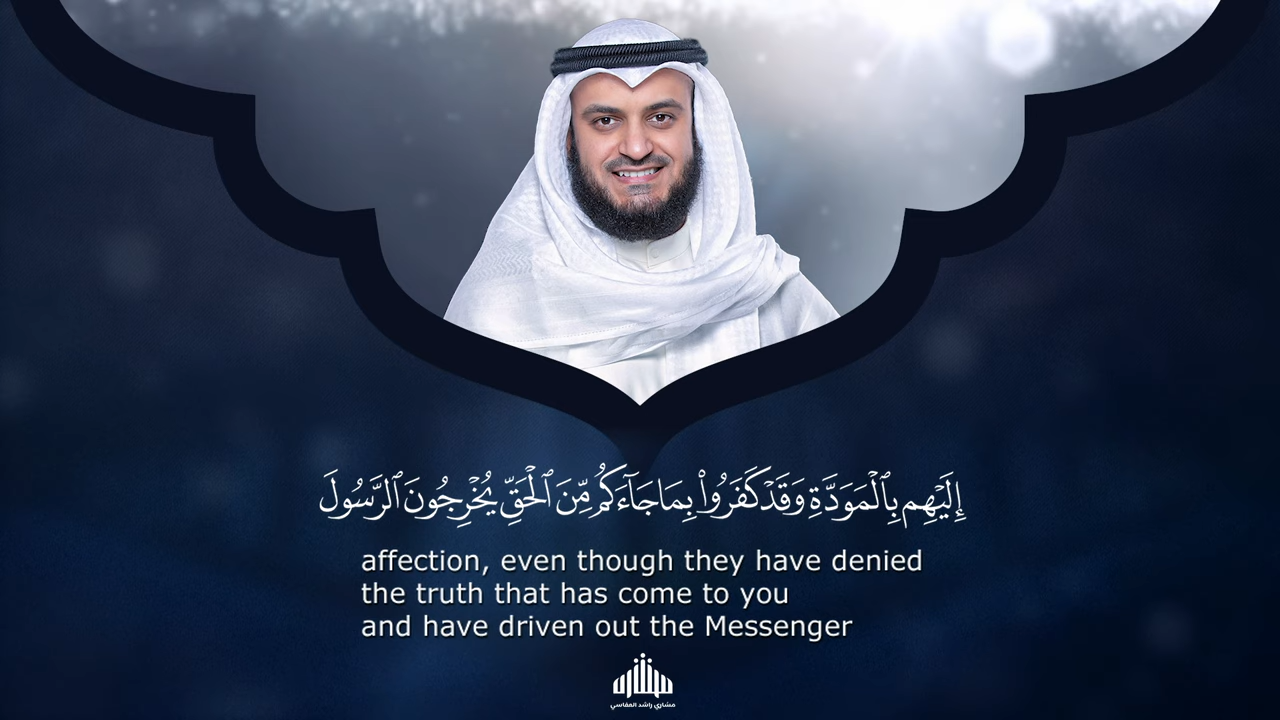 إِلَيْهِم بِٱلْمَوَدَّةِ وَقَدْ كَفَرُوا۟ بِمَا جَآءَكُم مِّنَ ٱلْحَقِّ يُخْرِجُونَ ٱلرَّسُولَ
affection, even though they have denied
the truth that has come to you
and have driven out the Messenger
مشاري راشد العفاسي